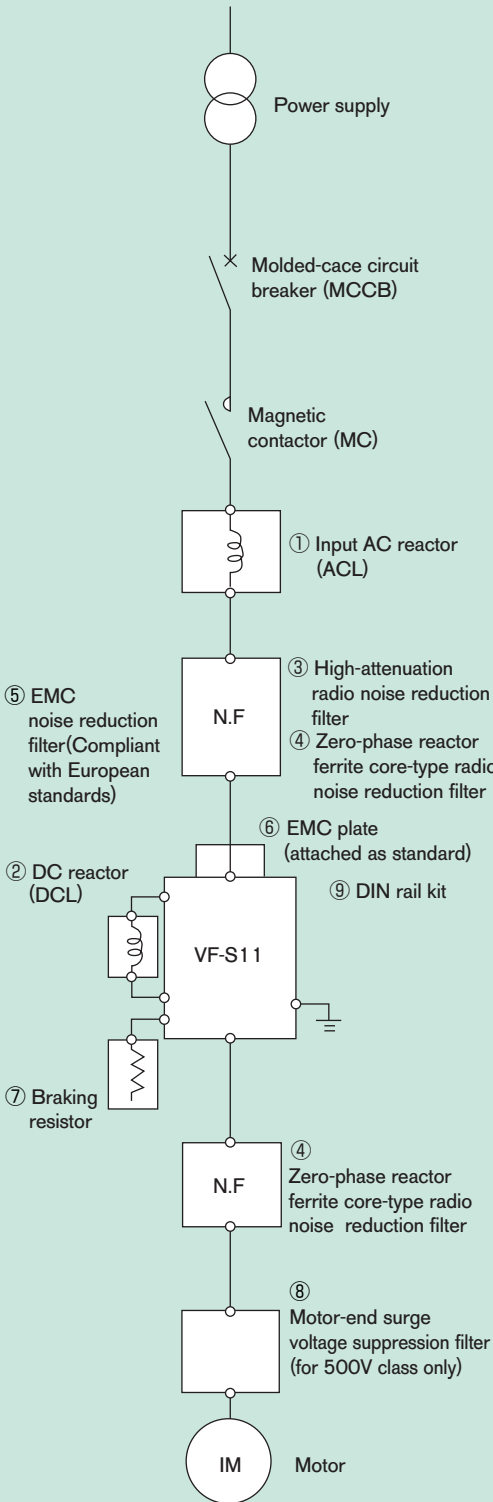 Power supply
Molded-cace circuit
breaker (MCCB)
Magnetic
contactor (MC)
① Input AC reactor
(ACL)
⑤ EMC
noise reduction
filter(Compliant
with European
standards)
N.F
③ High-attenuation
radio noise reduction
filter
④ Zero-phase reactor
ferrite core-type radio
noise reduction filter
⑥ EMC plate
(attached as standard)
② DC reactor
(DCL)
⑨ DIN rail kit
VF-S11
⑦ Braking
resistor
N.F
④
Zero-phase reactor
ferrite core-type radio
noise reduction filter
⑧
Motor-end surge
voltage suppression filter
(for 500V class only)
IM
Motor